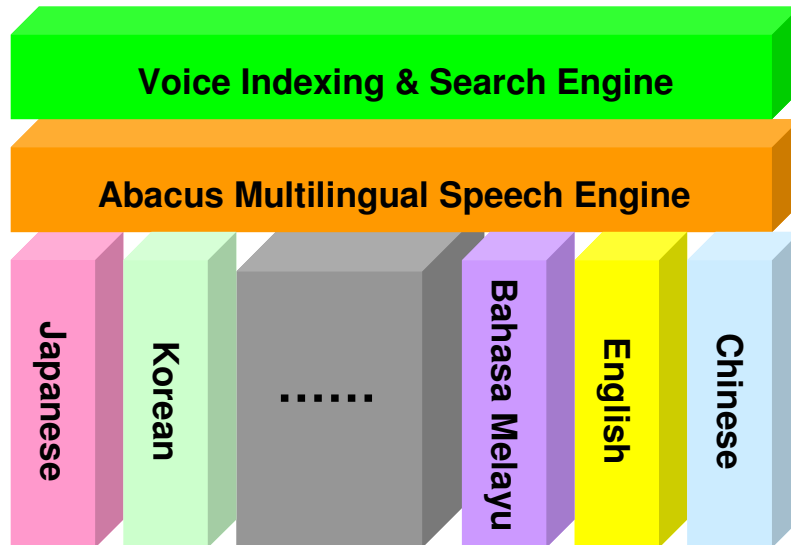 Voice Indexing & Search Engine
Abacus Multilingual Speech Engine
Japanese
Korean
......
Bahasa Melayu
English
Chinese